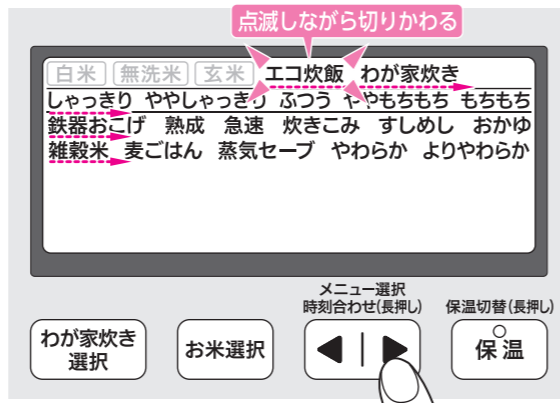 点滅しながら切りかわる
白米 無洗米 玄米 エコ炊飯 わが家炊き
しゃっきり ややしゃっきり ふつう ややもちもち もちもち
鉄器おこげ 熟成 急速 炊きこみ すしめし おかゆ
雑穀米 麦ごはん 蒸気セーブ やわらか よりやわらか
メニュー選択
時刻合わせ(長押し) 保温切替(長押し)
わが家炊き
選択
お米選択
保温